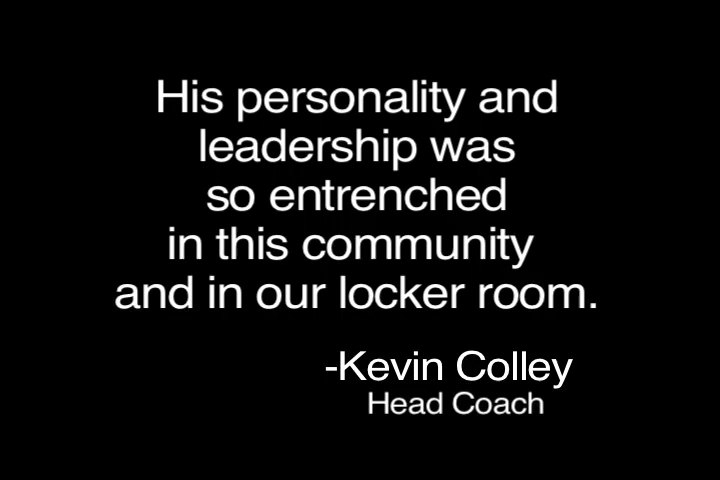 His personality and
leadership was
so entrenched
in this community
and in our locker room.
-Kevin Colley
Head Coach